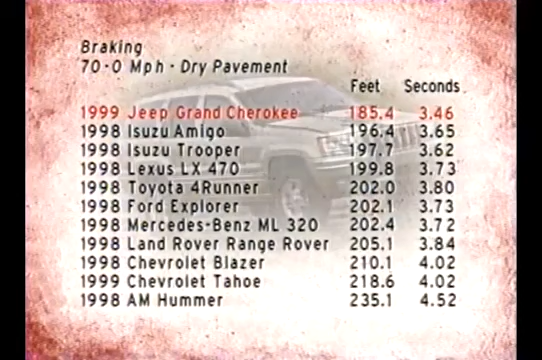 Braking
70-0 Mph - Dry Pavement
Feet Seconds
1999 Jeep Grand Cherokee 185.4 3.46
1998 Isuzu Amigo 196.4 3.65
1998 Isuzu Trooper 197.7 3.62
1998 Lexus LX 470 199.8 3.73
1998 Toyota 4Runner 202.0 3.80
1998 Ford Explorer 202.1 3.73
1998 Mercedes-Benz ML 320 202.4 3.72
1998 Land Rover Range Rover 205.1 3.84
1998 Chevrolet Blazer 210.1 4.02
1999 Chevrolet Tahoe 218.6 4.02
1998 AM Hummer 235.1 4.52